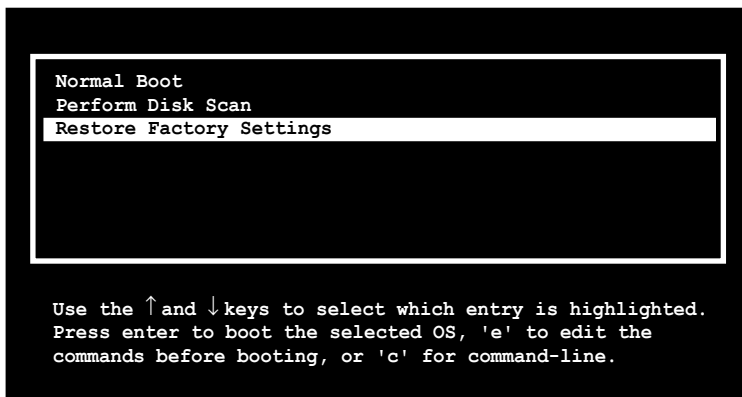 Normal Boot
Perform Disk Scan
Restore Factory Settings
Use the ↑ and ↓ keys to select which entry is highlighted.
Press enter to boot the selected OS, 'e' to edit the
commands before booting, or 'c' for command-line.